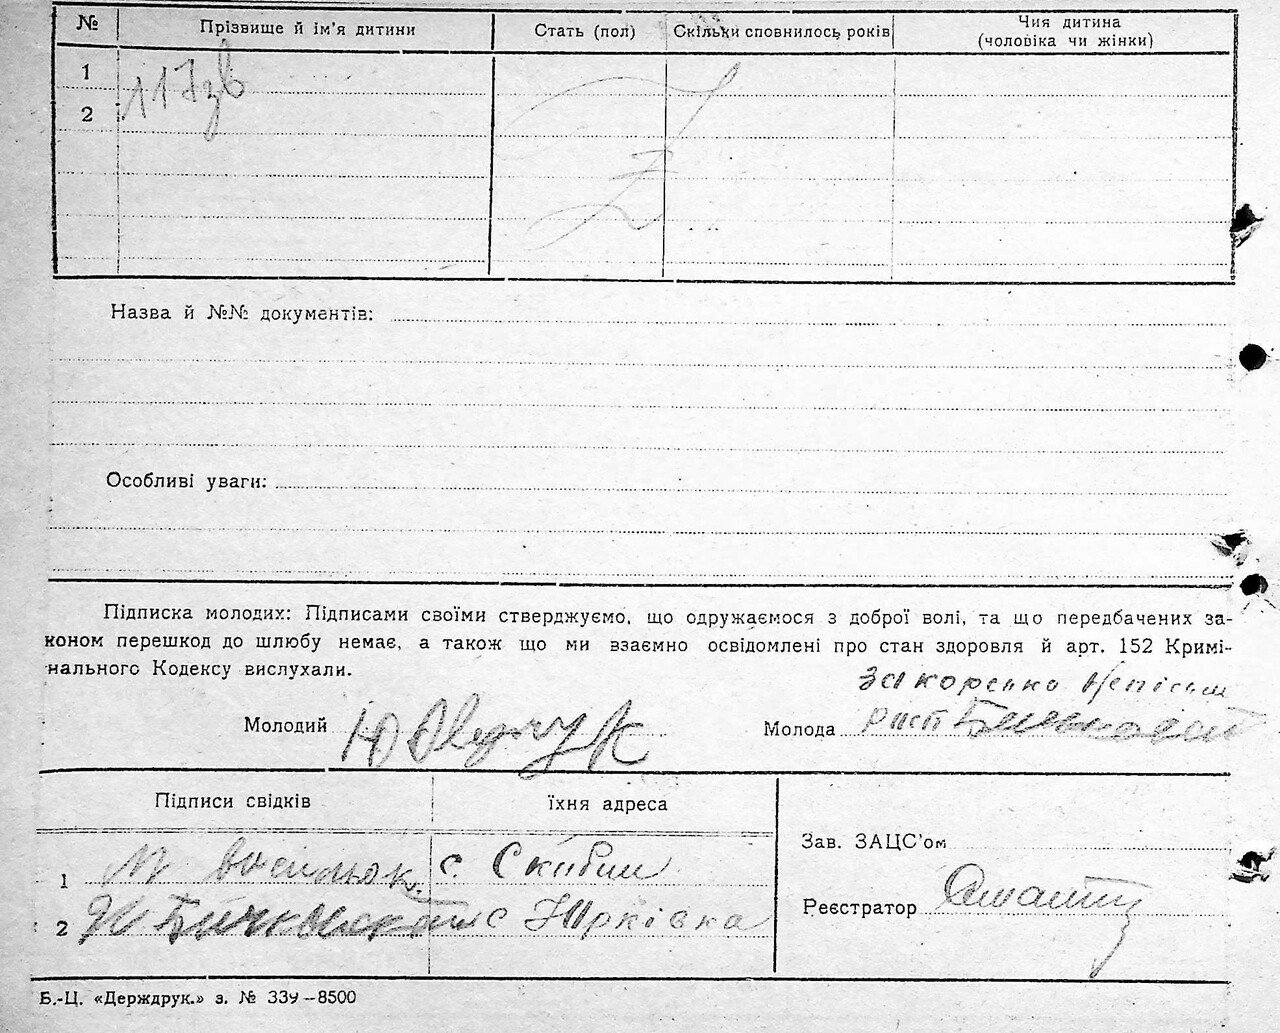 № Прізвище й ім'я дитини Стать (пол) Скільки сповнилось років Чия дитина
(чоловіка чи жінки)
1
2
Назва й №№ документів:
Особливі уваги:
Підписка молодих: Підписами своїми стверджуємо, що одружаємося з доброї волі, та що передбачених за-
коном перешкод до шлюбу немає, а також що ми взаємно освідомлені про стан здоровля й арт. 152 Кримі-
нального Кодексу вислухали.
Молодий Молода
Підписи свідків їхня адреса
Зав. ЗАЦС'ом
1 с. Скибин
Реєстратор
2 с Юрківка
Б.-Ц. «Держдрук.» з. № 339–8500